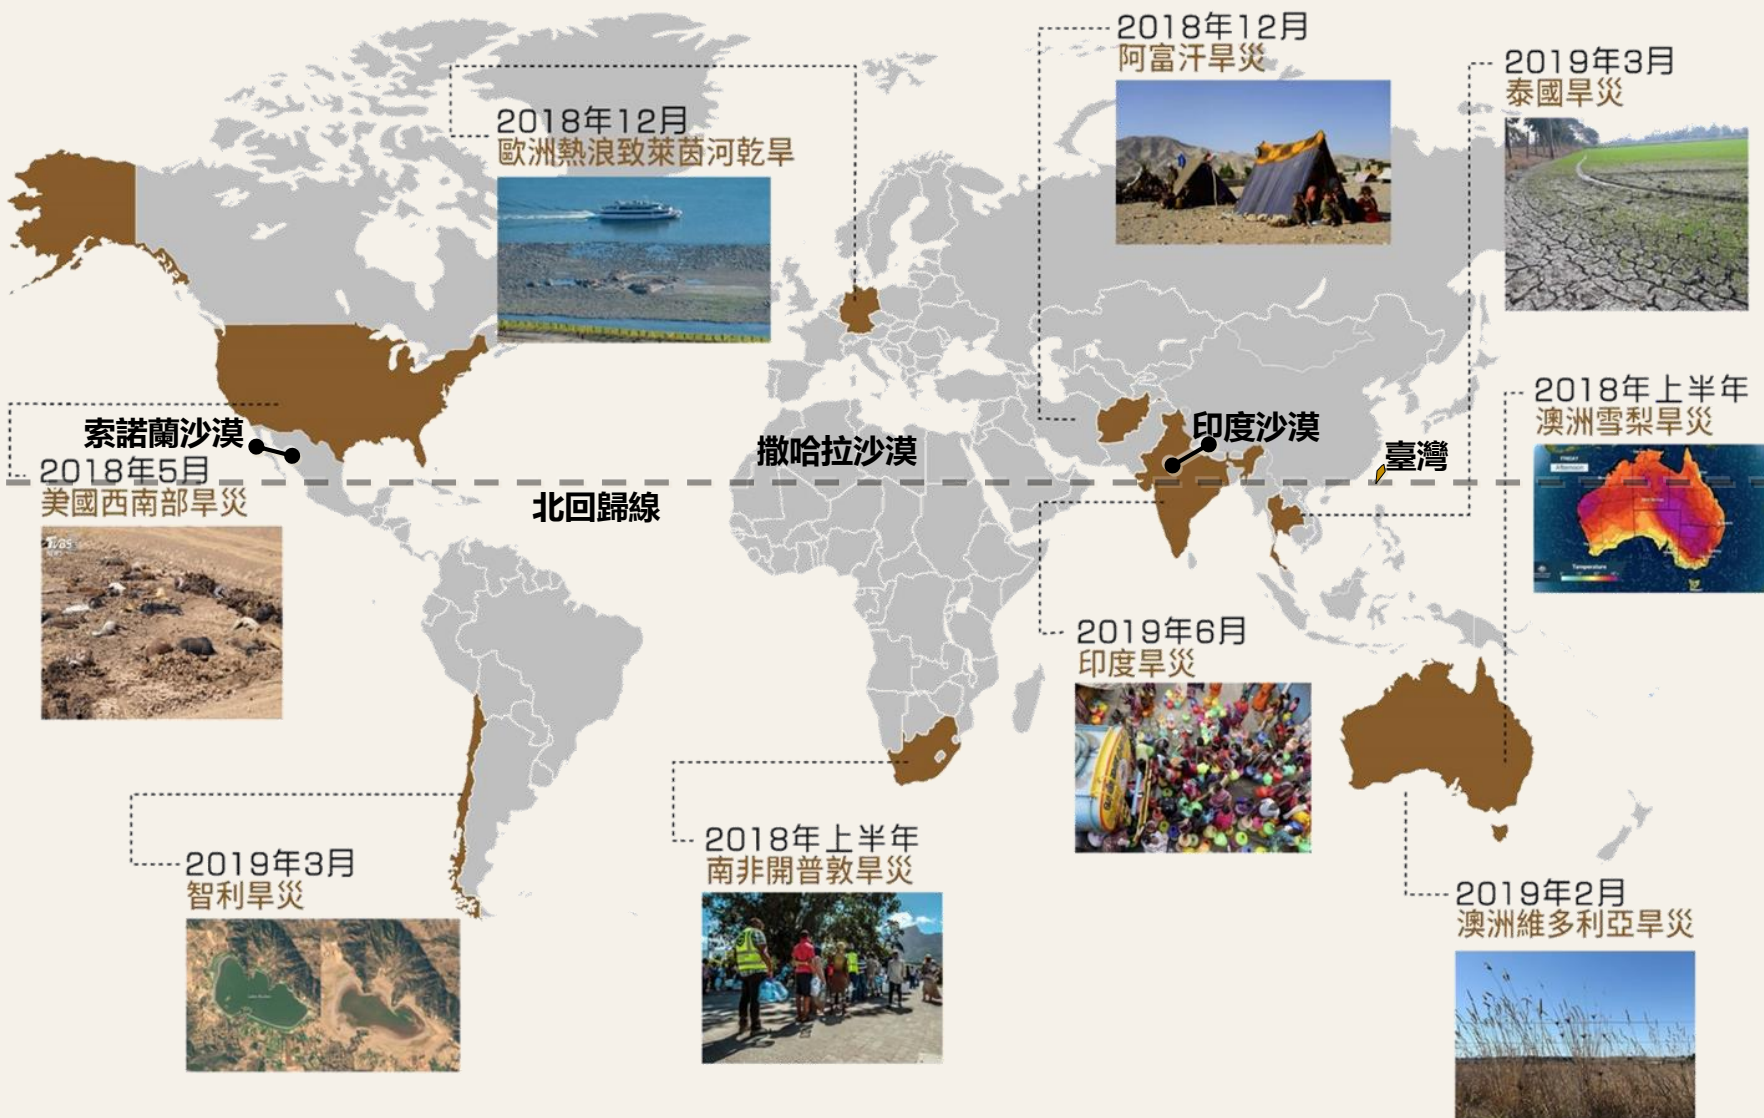 2018年12月
阿富汗旱災
2019年3月
泰國旱災
2018年12月
歐洲熱浪致萊茵河乾旱
2018年上半年
澳洲雪梨旱災
索諾蘭沙漠
撒哈拉沙漠
印度沙漠
臺灣
2018年5月
美國西南部旱災
北回歸線
FRIDAY
Afternoon
Temperature
2019年6月
印度旱災
2019年3月
智利旱災
2018年上半年
南非開普敦旱災
2019年2月
澳洲維多利亞旱災